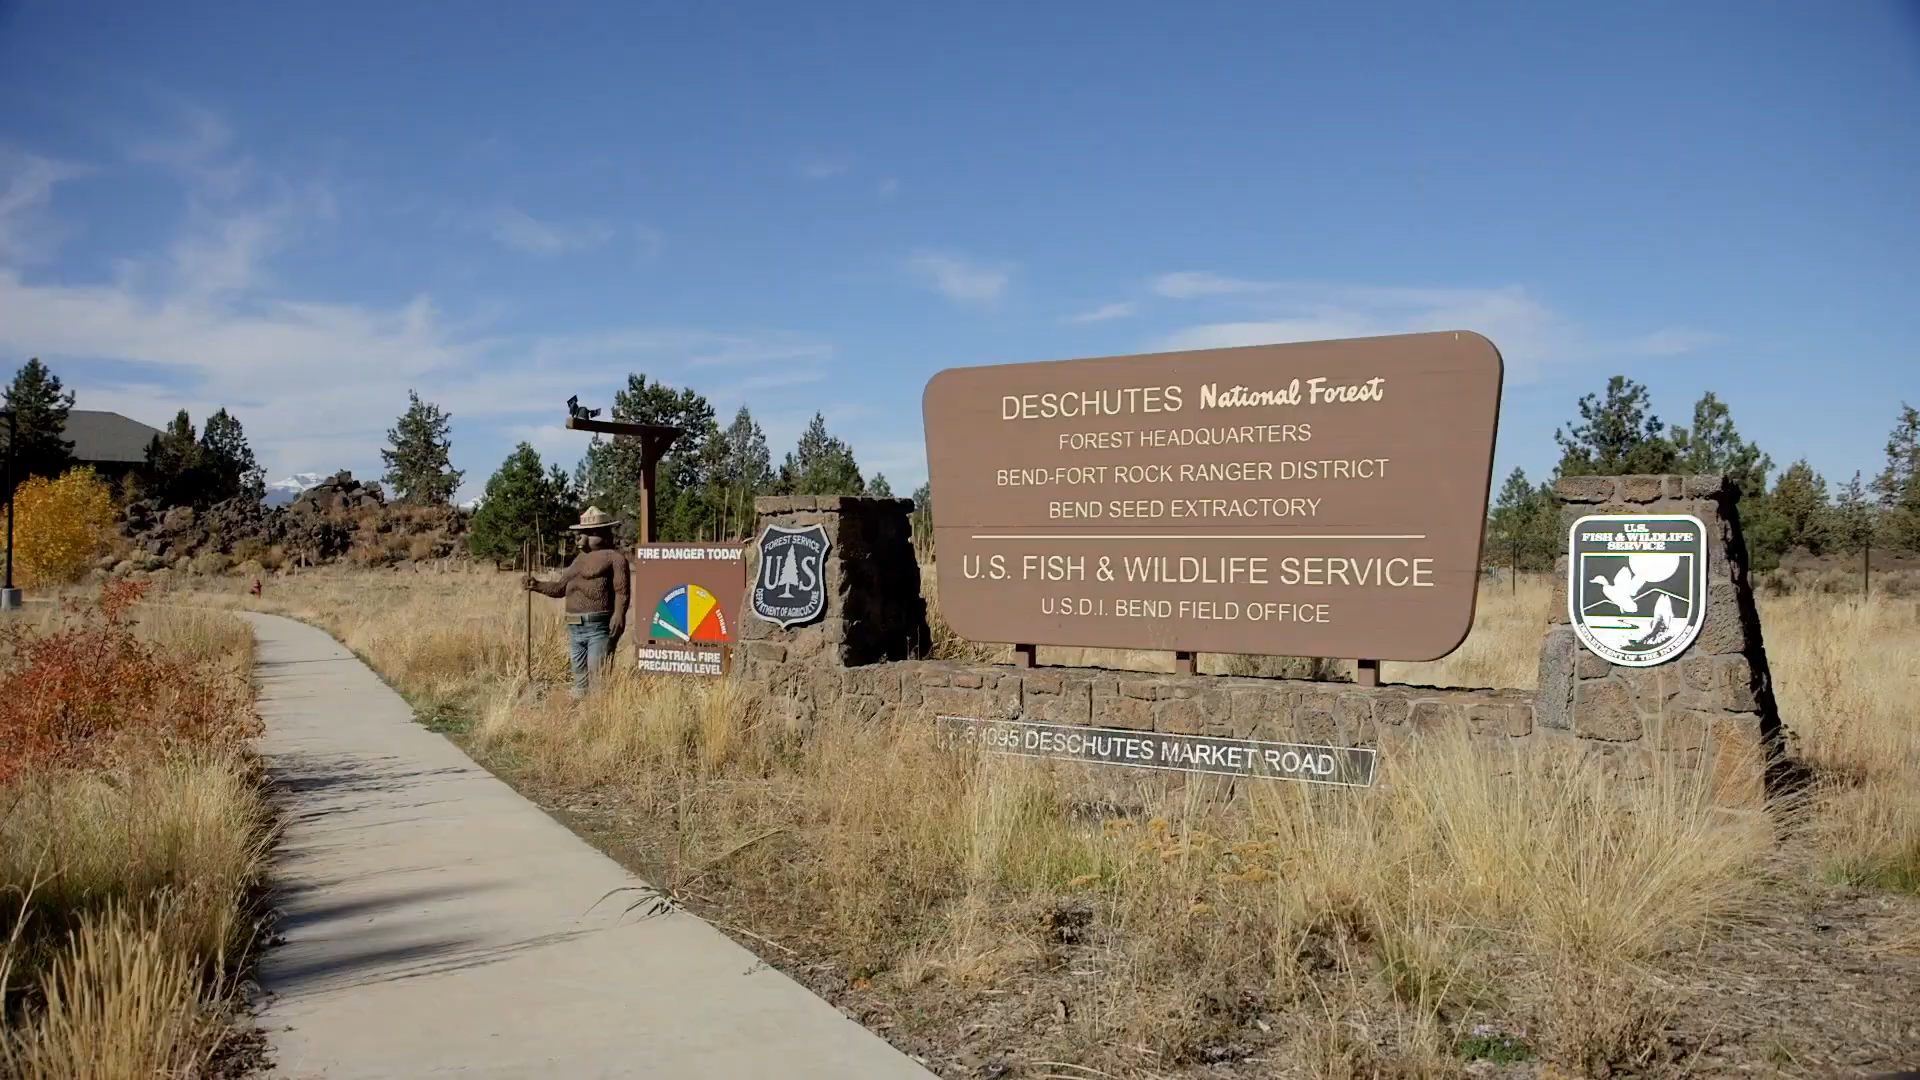 DESCHUTES National Forest
FOREST HEADQUARTERS
BEND-FORT ROCK RANGER DISTRICT
BEND SEED EXTRACTORY
U.S. FISH & WILDLIFE SERVICE
U.S.D.I. BEND FIELD OFFICE
DESCHUTES MARKET ROAD
FIRE DANGER TODAY
MODERATE
EXTREME
INDUSTRIAL FIRE
PRECAUTION LEVEL
FOREST SERVICE
US
DEPARTMENT OF AGRICULTURE
U.S.
FISH & WILDLIFE
SERVICE
DEPARTMENT OF THE INTERIOR